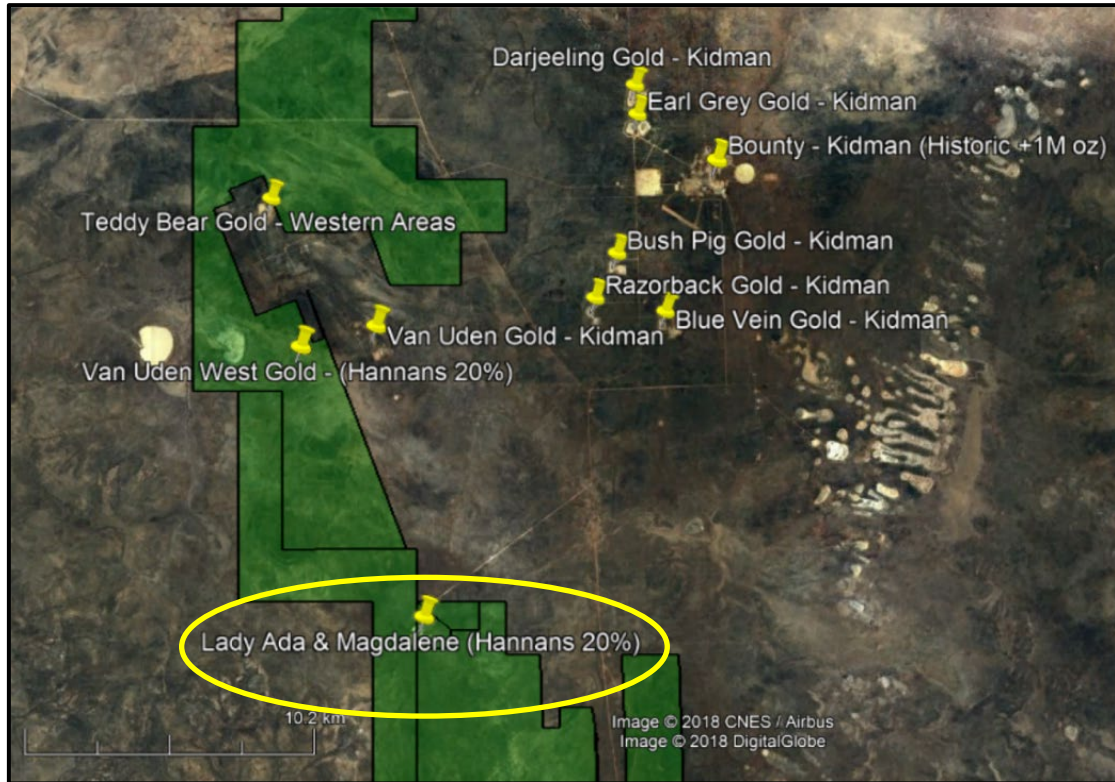 Darjeeling Gold - Kidman
Earl Grey Gold - Kidman
Bounty - Kidman (Historic +1M oz)
Teddy Bear Gold - Western Areas
Bush Pig Gold - Kidman
Razorback Gold - Kidman
Blue Vein Gold - Kidman
Van Uden Gold - Kidman
Van Uden West Gold - (Hannans 20%)
Lady Ada & Magdalene (Hannans 20%)
10.2 km
Image © 2018 CNES / Airbus
Image © 2018 DigitalGlobe